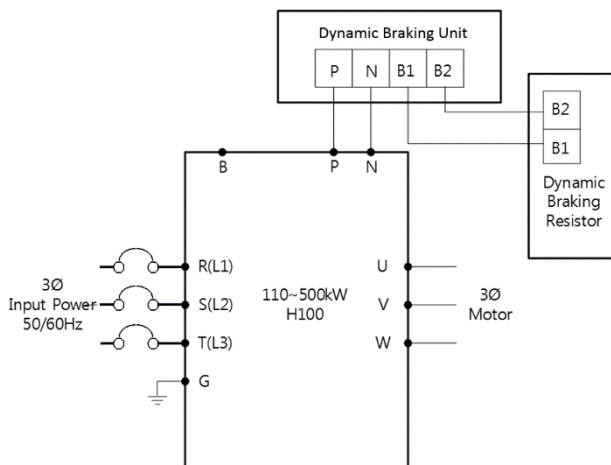 Dynamic Braking Unit
P N B1 B2
B2
B1
Dynamic
Braking
Resistor
B P N
R(L1)
S(L2)
T(L3)
G
3Ø
Input Power
50/60Hz
110~500kW
H100
U
V
W
3Ø
Motor